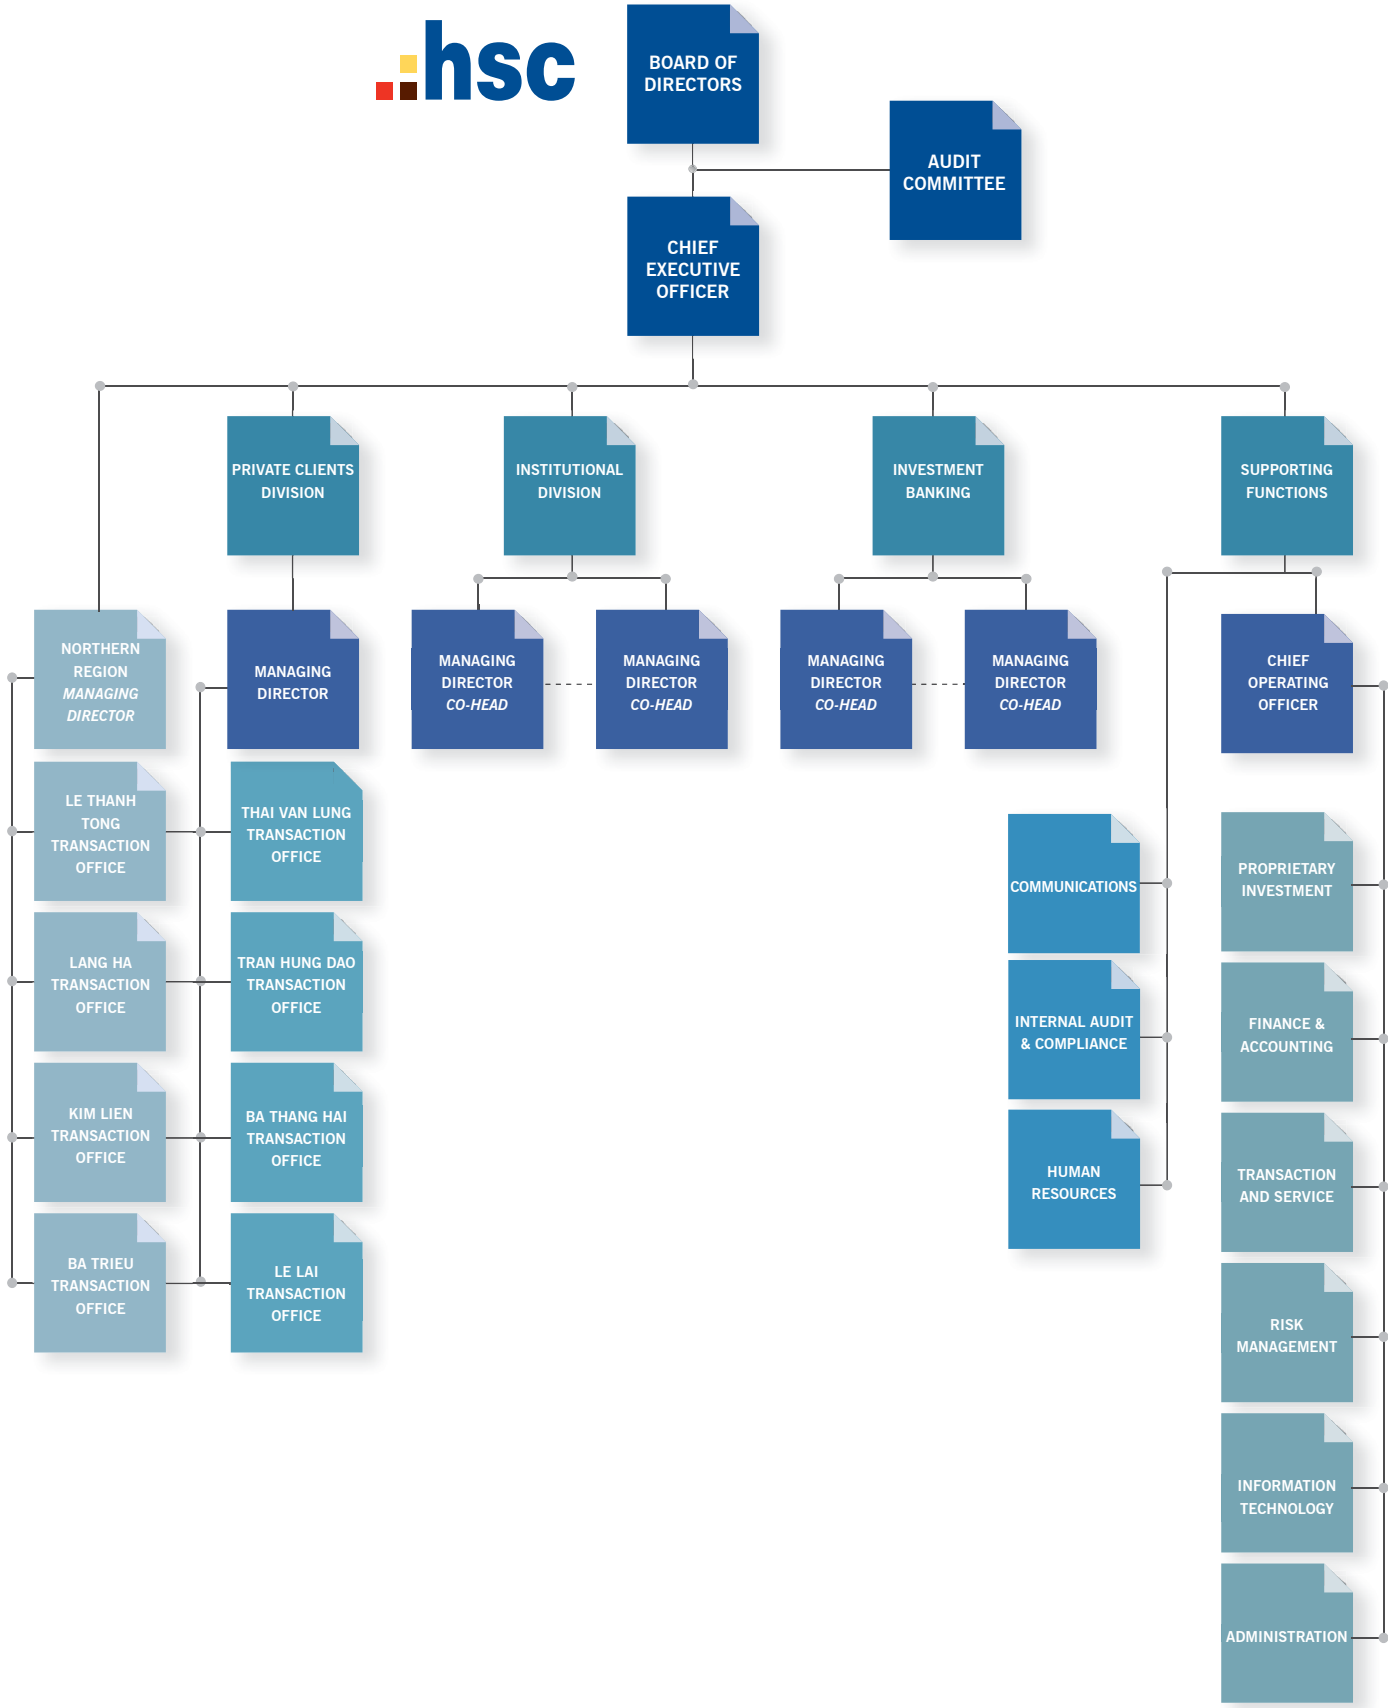 hsc
BOARD OF
DIRECTORS
AUDIT
COMMITTEE
CHIEF
EXECUTIVE
OFFICER
PRIVATE CLIENTS
DIVISION
INSTITUTIONAL
DIVISION
INVESTMENT
BANKING
SUPPORTING
FUNCTIONS
NORTHERN
REGION
MANAGING
DIRECTOR
MANAGING
DIRECTOR
MANAGING
DIRECTOR
CO-HEAD
MANAGING
DIRECTOR
CO-HEAD
MANAGING
DIRECTOR
CO-HEAD
MANAGING
DIRECTOR
CO-HEAD
CHIEF
OPERATING
OFFICER
LE THANH
TONG
TRANSACTION
OFFICE
THAI VAN LUNG
TRANSACTION
OFFICE
COMMUNICATIONS
PROPRIETARY
INVESTMENT
LANG HA
TRANSACTION
OFFICE
TRAN HUNG DAO
TRANSACTION
OFFICE
INTERNAL AUDIT
& COMPLIANCE
FINANCE &
ACCOUNTING
KIM LIEN
TRANSACTION
OFFICE
BA THANG HAI
TRANSACTION
OFFICE
HUMAN
RESOURCES
TRANSACTION
AND SERVICE
BA TRIEU
TRANSACTION
OFFICE
LE LAI
TRANSACTION
OFFICE
RISK
MANAGEMENT
INFORMATION
TECHNOLOGY
ADMINISTRATION